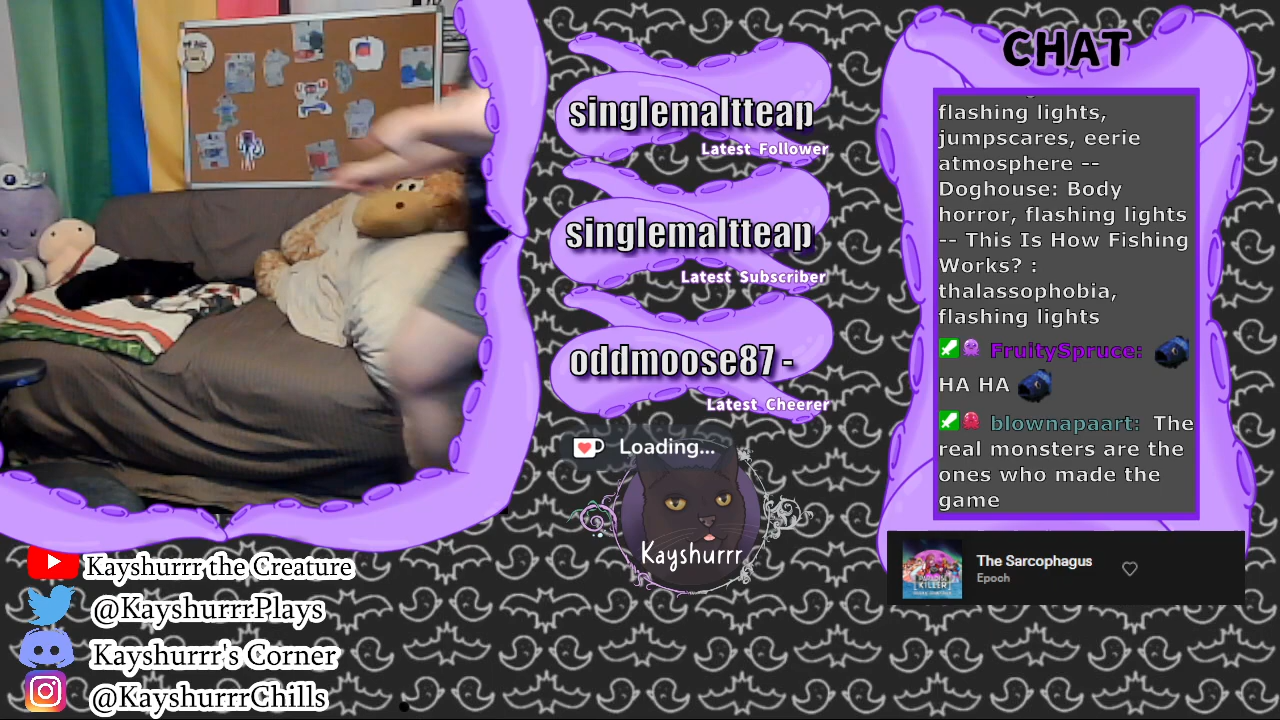 singlemaltteap
Latest Follower
singlemaltteap
Latest Subscriber
oddmoose87 -
Latest Cheerer
Loading...
Kayshurrr
Kayshurrr the Creature
@KayshurrrPlays
Kayshurrr's Corner
@KayshurrrChills
CHAT
flashing lights,
jumpscares, eerie
atmosphere --
Doghouse: Body
horror, flashing lights
-- This Is How Fishing
Works? :
thalassophobia,
flashing lights
FruitySpruce:
HA HA
blownapaart: The
real monsters are the
ones who made the
game
The Sarcophagus
Epoch